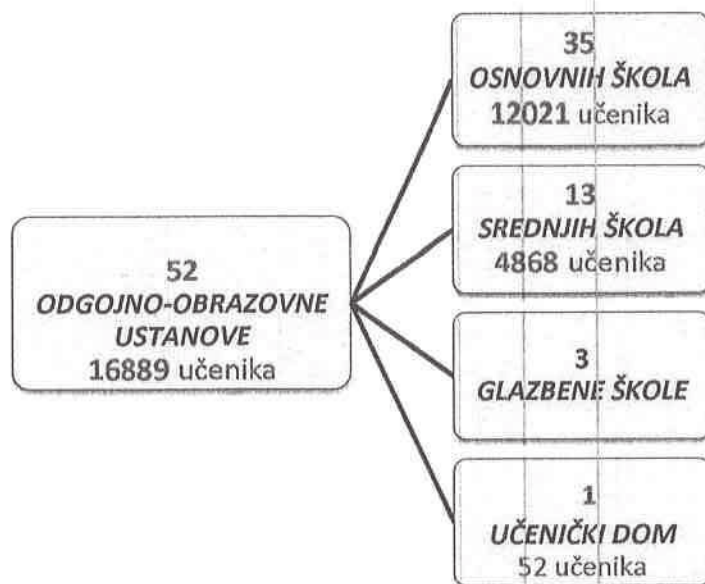 52
ODGOJNO-OBRAZOVNE
USTANOVE
16889 učenika
35
OSNOVNIH ŠKOLA
12021 učenika
13
SREDNJIH ŠKOLA
4868 učenika
3
GLAZBENE ŠKOLE
1
UČENIČKI DOM
52 učenika